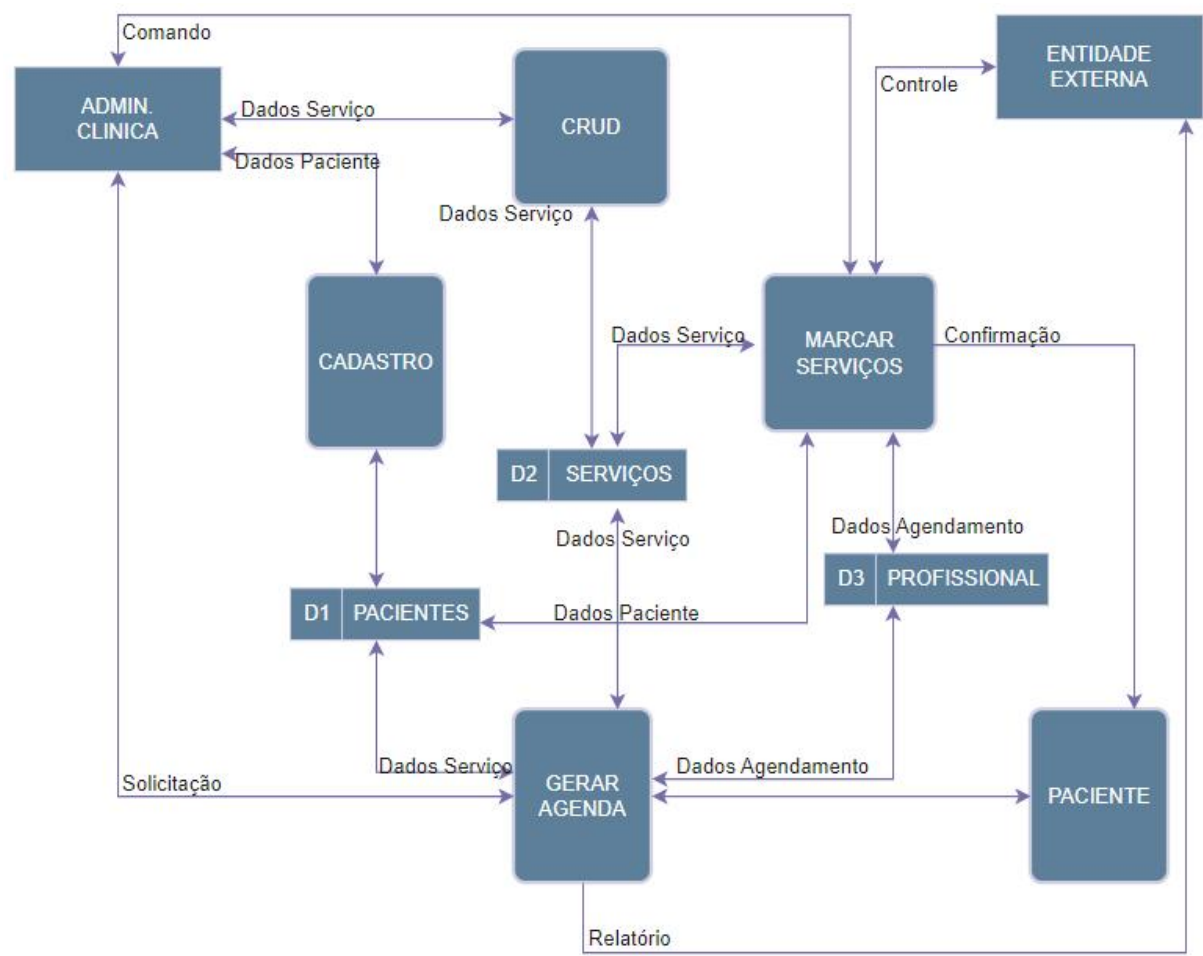 Comando
ENTIDADE
EXTERNA
ADMIN.
CLINICA
Dados Serviço
CRUD
Controle
Dados Paciente
Dados Serviço
CADASTRO
Dados Serviço
MARCAR
SERVIÇOS
Confirmação
D2 SERVIÇOS
Dados Serviço
Dados Agendamento
D3 PROFISSIONAL
D1 PACIENTES
Dados Paciente
Dados Serviço
Dados Agendamento
Solicitação
GERAR
AGENDA
PACIENTE
Relatório